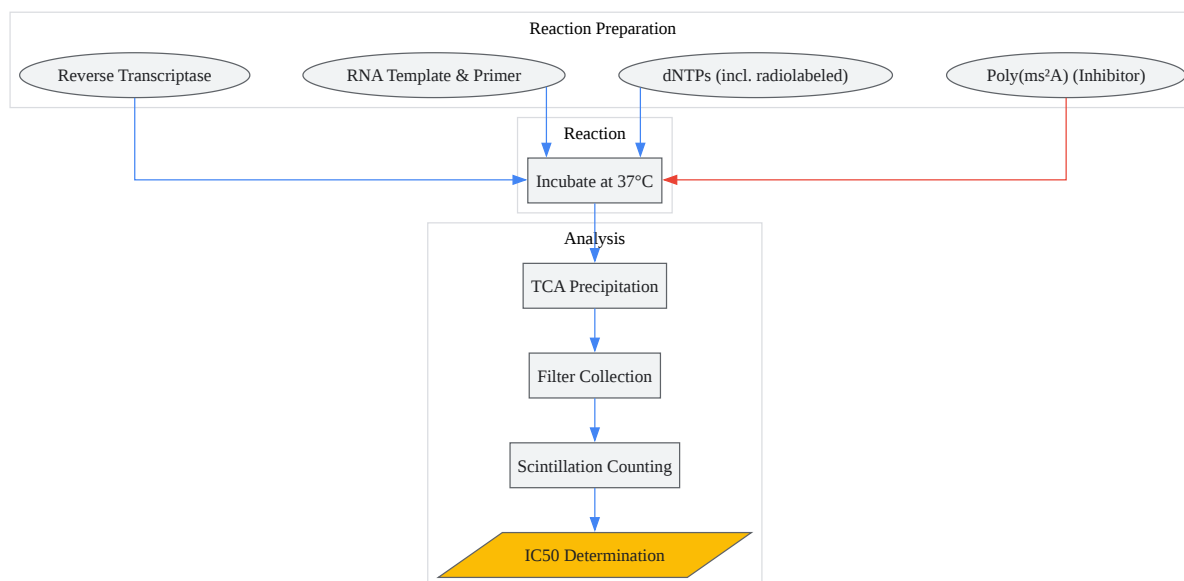 Reaction Preparation
Reverse Transcriptase
RNA Template & Primer
dNTPs (incl. radiolabeled)
Poly(ms²A) (Inhibitor)
Reaction
Incubate at 37°C
Analysis
TCA Precipitation
Filter Collection
Scintillation Counting
IC50 Determination